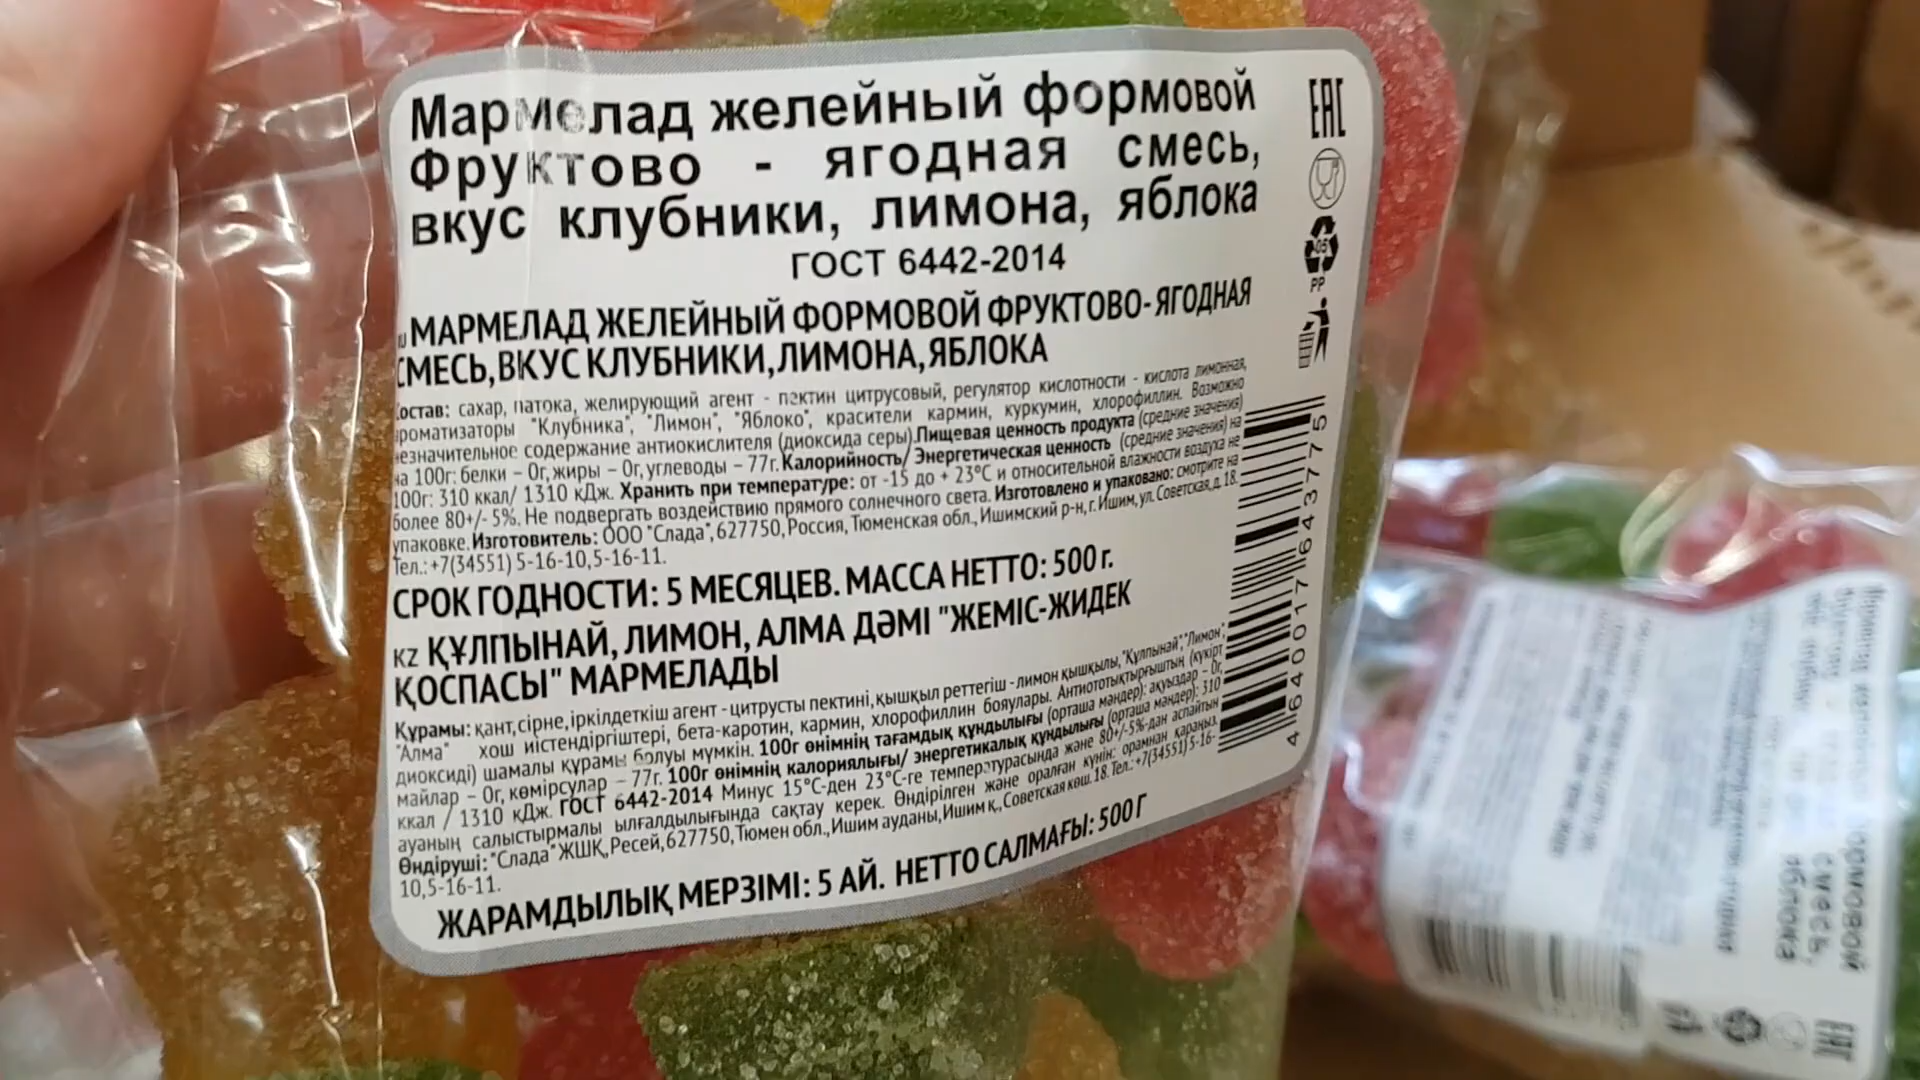 Мармелад желейный формовой
Фруктово - ягодная смесь,
вкус клубники, лимона, яблока
ГОСТ 6442-2014
МАРМЕЛАД ЖЕЛЕЙНЫЙ ФОРМОВОЙ ФРУКТОВО-ЯГОДНАЯ
СМЕСЬ, ВКУС КЛУБНИКИ, ЛИМОНА, ЯБЛОКА
Состав: сахар, патока, желирующий агент - пектин цитрусовый, регулятор кислотности - кислота лимонная,
ароматизаторы "Клубника", "Лимон", "Яблоко", красители кармин, куркумин, хлорофиллин. Возможно
незначительное содержание антиокислителя (диоксида серы). Пищевая ценность продукта (средние значения)
на 100г: белки – 0г, жиры – 0г, углеводы – 77г. Калорийность/ Энергетическая ценность (средние значения) на
100г: 310 ккал/ 1310 кДж. Хранить при температуре: от -15 до + 23°С и относительной влажности воздуха не
более 80+/- 5%. Не подвергать воздействию прямого солнечного света. Изготовлено и упаковано: смотрите на
упаковке. Изготовитель: ООО "Слада", 627750, Россия, Тюменская обл., Ишимский р-н, г. Ишим, ул. Советская, д. 18.
Тел.: +7(34551) 5-16-10, 5-16-11.
СРОК ГОДНОСТИ: 5 МЕСЯЦЕВ. МАССА НЕТТО: 500 г.
KZ ҚҰЛПЫНАЙ, ЛИМОН, АЛМА ДӘМІ "ЖЕМІС-ЖИДЕК
ҚОСПАСЫ" МАРМЕЛАДЫ
Құрамы: қант, сірне, іркілдеткіш агент - цитрусты пектині, қышқыл реттегіш - лимон қышқылы, "Құлпынай", "Лимон",
"Алма" хош иістендіргіштері, бета-каротин, кармин, хлорофиллин бояулары. Антиототықтырғыштың (күкірт
диоксиді) шамалы құрамы болуы мүмкін. 100г өнімнің тағамдық құндылығы (орташа мәндер): ақуыздар – 0г,
майлар – 0г, көмірсулар – 77г. 100г өнімнің калориялығы/ энергетикалық құндылығы (орташа мәндер): 310
ккал / 1310 кДж. ГОСТ 6442-2014 Минус 15°С-ден 23°С-ге температурасында және 80+/-5%-дан аспайтын
ауаның салыстырмалы ылғалдылығында сақтау керек. Өндірілген және оралған күнін: орамнан қараңыз.
Өндіруші: "Слада" ЖШҚ, Ресей, 627750, Тюмен обл., Ишим ауданы, Ишим қ., Советская көш. 18. Тел.: +7(34551) 5-16-
10, 5-16-11.
ЖАРАМДЫЛЫҚ МЕРЗІМІ: 5 АЙ. НЕТТО САЛМАҒЫ: 500 Г
EAC
05
PP
4 640017 643775